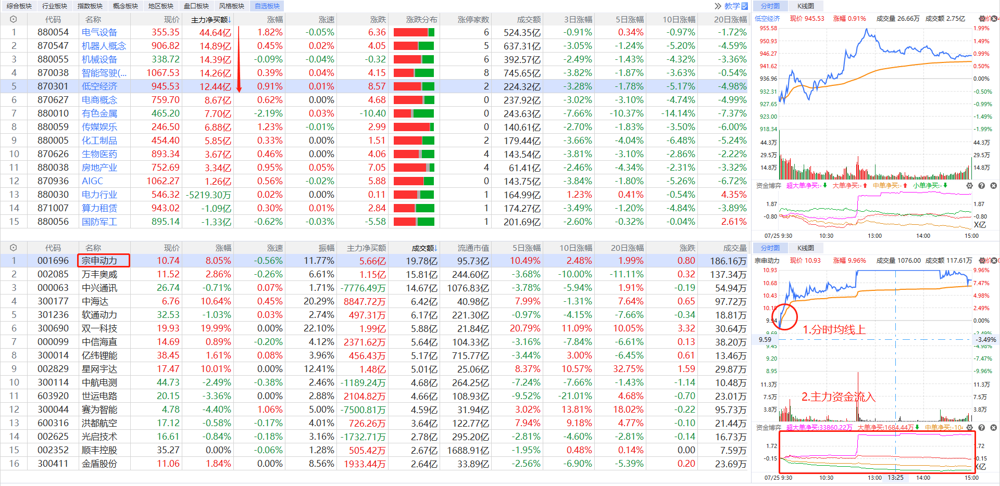 综合板块 行业板块 指数板块 概念板块 地区板块 盘口板块 风格板块 自选板块 教学
代码 名称 现价 主力净买额↓ 涨幅 涨速 涨跌 涨跌分布 涨停家数 成交额 3日涨幅 5日涨幅 10日涨幅 20日涨幅
1 880054 电气设备 355.35 44.64亿 1.82% -0.05% 6.36 6 524.35亿 -0.91% 0.34% -0.97% -1.72%
2 870547 机器人概念 906.82 14.89亿 0.45% 0.02% 4.05 5 637.31亿 -3.05% -1.24% -5.20% -4.59%
3 880055 机械设备 338.72 14.39亿 -0.09% -0.04% -0.32 6 392.57亿 -2.49% -1.43% -4.32% -3.36%
4 870038 智能驾驶(... 1067.53 14.26亿 0.39% 0.04% 4.15 8 745.65亿 -3.82% -1.87% -3.63% -0.54%
5 870301 低空经济 945.53 12.44亿 0.91% 0.01% 8.57 2 224.32亿 -3.28% -1.78% -5.17% -4.98%
6 870627 电商概念 759.70 8.67亿 0.62% 0.00% 4.68 0 237.92亿 -3.02% -3.10% -4.74% -4.99%
7 880010 有色金属 465.20 7.70亿 -2.19% 0.03% -10.40 0 243.63亿 -7.66% -10.37% -14.14% -7.37%
8 880059 传媒娱乐 246.50 6.88亿 1.23% -0.01% 2.99 0 140.61亿 -2.70% -1.83% -3.50% -6.00%
9 880005 化工制品 454.40 5.85亿 0.33% 0.00% 1.51 2 179.44亿 -3.66% -4.04% -6.48% -5.24%
10 870626 生物医药 893.34 3.67亿 0.46% 0.00% 4.06 4 143.54亿 -3.81% -3.10% -2.86% -2.22%
11 880038 房地产业 752.69 3.34亿 0.95% 0.05% 7.05 4 61.41亿 -2.46% -4.34% -2.31% -3.32%
12 870936 AIGC 1062.27 1.26亿 0.56% -0.02% 5.88 0 143.75亿 -3.84% -1.80% -5.26% -6.72%
13 880030 电力行业 546.32 -5219.30万 0.02% 0.00% 0.11 1 164.99亿 1.23% 0.41% -0.54% 4.35%
14 871007 算力租赁 943.02 -1.09亿 0.30% 0.01% 2.84 1 174.27亿 -3.49% -1.20% -4.84% -3.89%
15 880056 国防军工 895.14 -1.33亿 -0.62% -0.03% -5.58 1 201.69亿 -2.60% -0.32% -0.04% 2.61%
代码 名称 现价 涨幅 涨速 振幅 主力净买额 成交额↓ 流通市值 5日涨幅 10日涨幅 20日涨幅 涨跌 成交量
1 001696 宗申动力 10.74 8.05% -0.56% 11.77% 5.66亿 19.78亿 95.73亿 10.49% 2.48% 1.99% 0.80 186.16万
2 002085 万丰奥威 11.52 2.86% -0.26% 6.61% 1.15亿 15.81亿 244.60亿 -3.68% -10.00% -11.11% 0.32 137.34万
3 000063 中兴通讯 26.74 -0.71% 0.07% 1.71% -7776.49万 14.67亿 1076.83亿 -3.78% -5.94% 1.91% -0.19 54.94万
4 300177 中海达 6.76 10.64% 0.45% 20.29% 8847.72万 6.42亿 40.98亿 7.99% -1.31% 7.64% 0.65 97.72万
5 301236 软通动力 32.53 -1.03% 0.03% 2.74% 497.31万 6.17亿 221.30亿 -0.97% -4.15% -7.66% -0.34 18.81万
6 300690 双一科技 19.93 19.99% 0.00% 22.10% 1.99亿 5.88亿 21.84亿 20.79% 11.09% 10.05% 3.32 30.64万
7 000099 中信海直 14.69 0.89% -0.20% 4.12% 2371.62万 5.64亿 104.33亿 -3.16% -7.84% -6.61% 0.13 38.20万
8 300014 亿纬锂能 38.45 1.61% 0.08% 3.96% 456.43万 5.17亿 715.77亿 -3.44% 3.00% -6.45% 0.61 13.46万
9 002829 星网宇达 17.47 10.01% 0.00% 12.41% 1.48亿 5.01亿 25.06亿 8.37% 10.57% 32.75% 1.59 29.87万
10 300114 中航电测 44.73 -2.49% -0.38% 2.46% -1189.24万 4.68亿 264.25亿 -7.24% -7.66% -1.43% -1.14 10.48万
11 603920 世运电路 20.15 -3.36% 0.00% 2.88% 2104.82万 4.66亿 108.93亿 -9.52% -21.01% 4.68% -0.70 23.01万
12 300044 赛为智能 4.78 -4.40% 1.06% 5.00% -7500.81万 4.59亿 31.94亿 3.02% 13.81% 18.02% -0.22 95.73万
13 600316 洪都航空 17.12 -0.58% -0.17% 4.01% 726.26万 3.64亿 122.77亿 7.94% 9.18% 4.77% -0.10 21.44万
14 002625 光启技术 16.61 -0.84% -0.18% 3.16% -1732.71万 2.78亿 295.20亿 -2.81% -4.60% -2.81% -0.14 16.73万
15 002352 顺丰控股 35.27 0.00% -0.06% 1.28% 505.42万 2.67亿 1688.91亿 -1.95% 0.48% 0.14% 0.00 7.59万
16 300411 金盾股份 11.06 1.84% 0.00% 8.56% 1933.44万 2.64亿 33.89亿 -2.56% -6.90% -5.39% 0.20 23.69万
分时图 K线图
低空经济 现价 945.53 涨幅 0.91% 成交量 26.66万 成交额 2.75亿
955.58 1.99%
950.93 1.49%
946.27 0.99%
941.62 0.50%
936.96 0.00%
932.31 -0.50%
927.65 -0.99%
923.00 -1.49%
918.34 -1.99%
44.3万 44.3万
29.5万 29.5万
14.8万 14.8万
资金博弈 超大单净买:-↓ 大单净买:-↑ 中单净买:-↑ 小单净买:-↓
1.87 1.87
-0.80 -0.80
X亿
07/25 9:30 10:30 13:00 14:00 15:00
分时图 K线图
宗申动力 现价 10.93 涨幅 9.96% 成交量 1076.00 成交额 117.61万
10.93 9.96%
10.68 7.47%
10.43 4.98%
10.18 2.49%
9.94 0.00%
1.分时均线上
9.69 -2.49%
9.59 -3.49%
9.45 -4.98%
9.20 -7.47%
8.95 -9.96%
11.3万 11.3万
2.主力资金流入
7.5万 7.5万
3.8万 3.8万
资金博弈 超大单净买:33860.22万 大单净买:1684.44万↓ 中单净买:-104
1.72 1.72
-0.15 -0.15
X亿
07/25 9:30 10:30 13:00 13:25 14:00 15:00